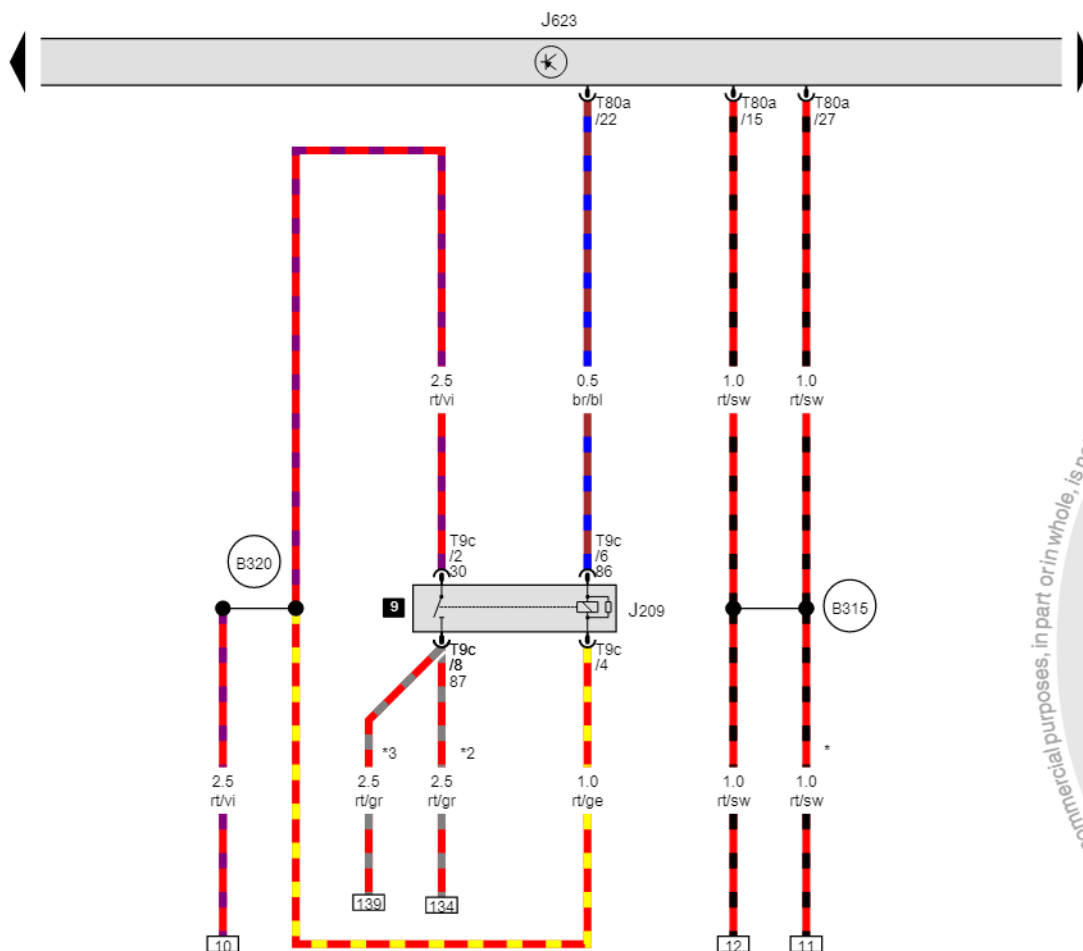 J623
T80a
/22
T80a
/15
T80a
/27
2.5
rt/vi
0.5
br/bl
1.0
rt/sw
1.0
rt/sw
T9c
/2
30
T9c
/6
86
B320
9
J209
B315
T9c
/8
87
T9c
/4
*3
*2
*
2.5
rt/vi
2.5
rt/gr
2.5
rt/gr
1.0
rt/ge
1.0
rt/sw
1.0
rt/sw
139
134
10
12
11
commercial purposes, in part or in whole, is